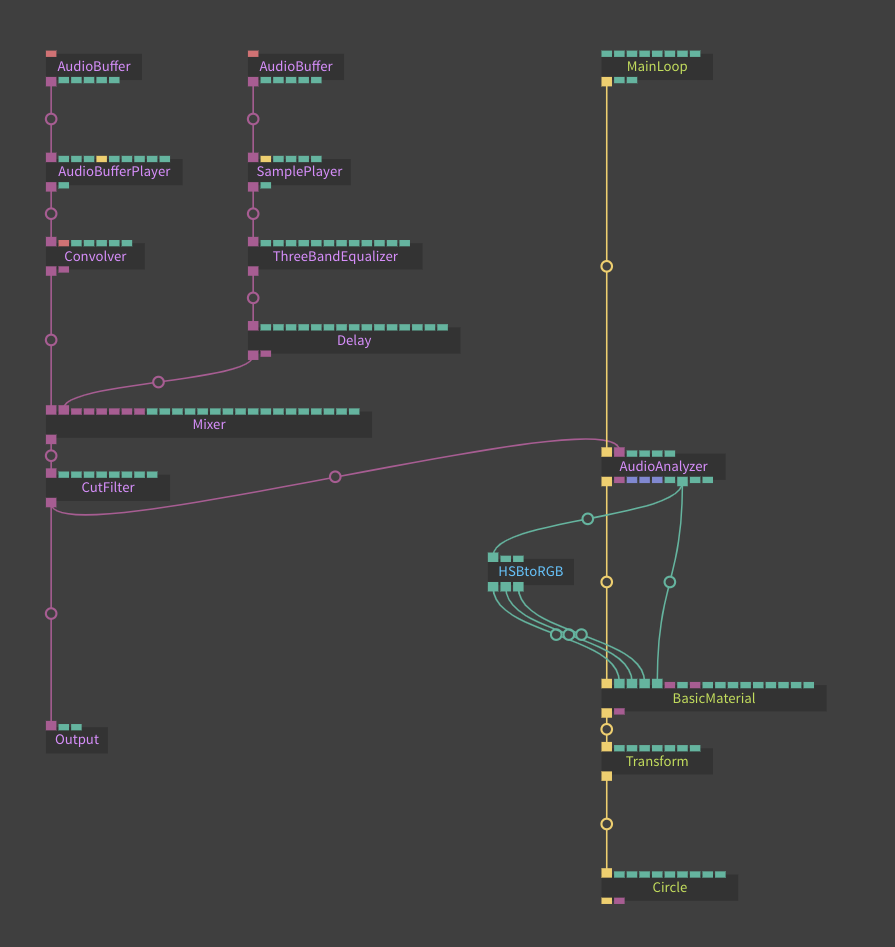 AudioBuffer AudioBuffer MainLoop
AudioBufferPlayer SamplePlayer
Convolver ThreeBandEqualizer
Delay
Mixer
AudioAnalyzer
CutFilter
HSBtoRGB
BasicMaterial
Output
Transform
Circle